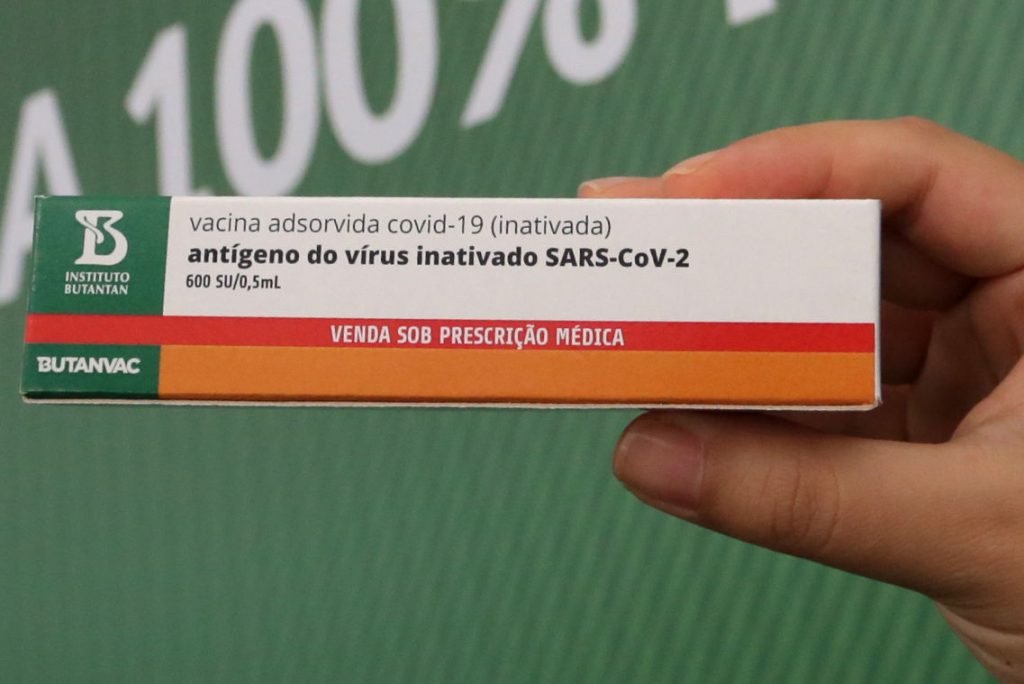 A 100%
vacina adsorvida covid-19 (inativada)
antígeno do vírus inativado SARS-CoV-2
600 SU/0,5mL
INSTITUTO
BUTANTAN
VENDA SOB PRESCRIÇÃO MÉDICA
BUTANVAC